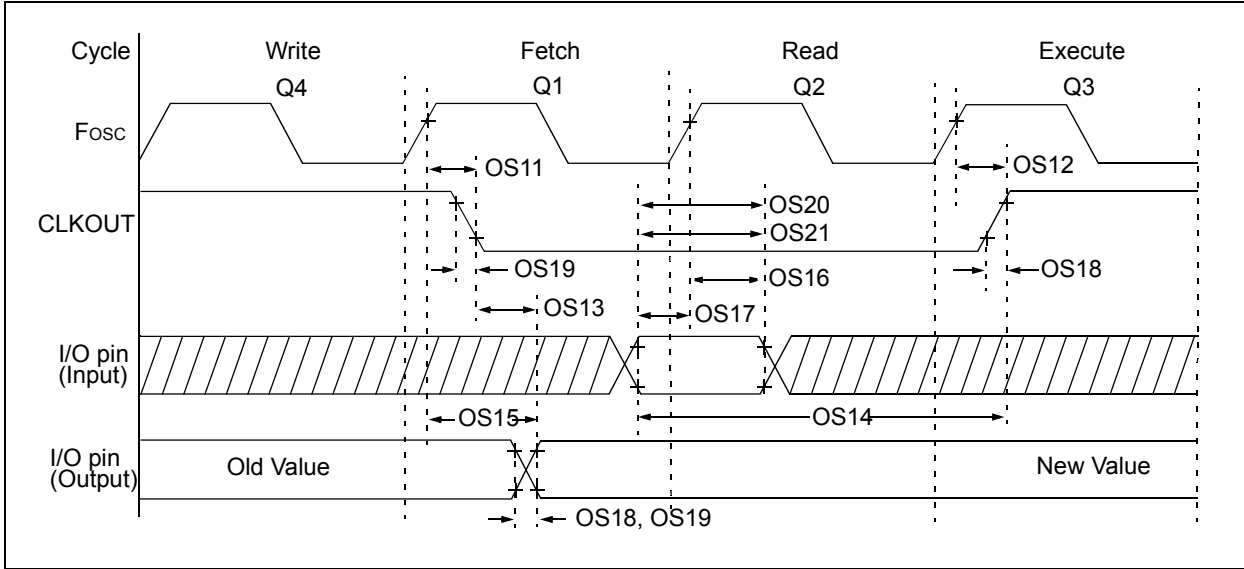 Cycle Write Fetch Read Execute
Q4 Q1 Q2 Q3
Fosc
OS11 OS12
CLKOUT
OS20
OS21
OS19 OS16 OS18
OS13 OS17
I/O pin
(Input)
OS15 OS14
I/O pin
(Output)
Old Value New Value
OS18, OS19